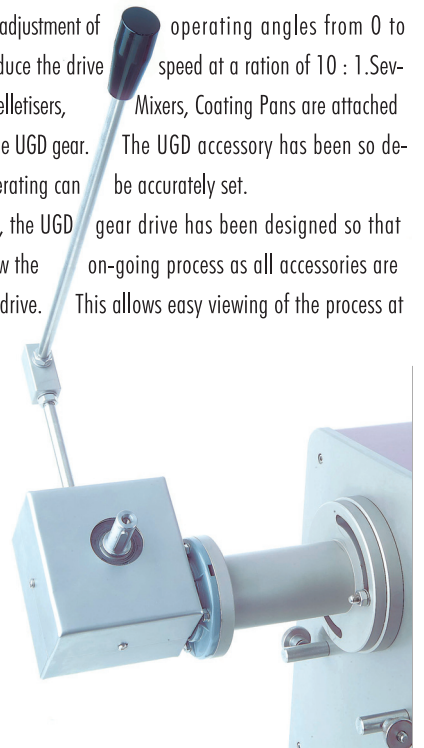 adjustment of operating angles from 0 to
duce the drive speed at a ration of 10 : 1.Sev-
elletisers, Mixers, Coating Pans are attached
e UGD gear. The UGD accessory has been so de-
erating can be accurately set.
, the UGD gear drive has been designed so that
w the on-going process as all accessories are
drive. This allows easy viewing of the process at